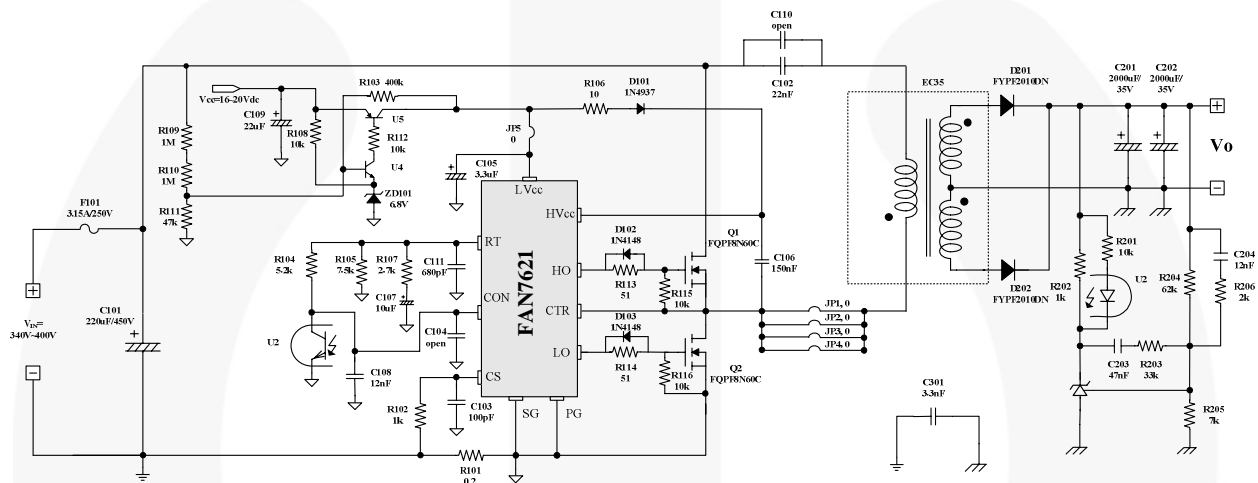 C110
open
C102
22nF
EC35
D201
FYPF2010DN
C201
2000uF/
35V
C202
2000uF/
35V
Vo
R103 400k
R106
10
D101
1N4937
Vcc=16-20Vdc
C109
22uF
R108
10k
U5
R112
10k
U4
ZD101
6.8V
JP5
0
C105
3.3uF
R109
1M
R110
1M
R111
47k
F101
3.15A/250V
LVcc
HVcc
RT
CON
HO
CTR
LO
CS
SG
PG
FAN7621
R104
5.2k
R105
7.5k
R107
2.7k
C111
680pF
C107
10uF
C104
open
U2
C108
12nF
R102
1k
C103
100pF
R101
0.2
VIN=
340V~400V
C101
220uF/450V
D102
1N4148
R113
51
R115
10k
Q1
FQPF8N60C
D103
1N4148
R114
51
R116
10k
Q2
FQPF8N60C
C106
150nF
JP1, 0
JP2, 0
JP3, 0
JP4, 0
D202
FYPF2010DN
R202
1k
R201
10k
U2
R204
62k
C204
12nF
R206
2k
C203
47nF
R203
33k
R205
7k
C301
3.3nF